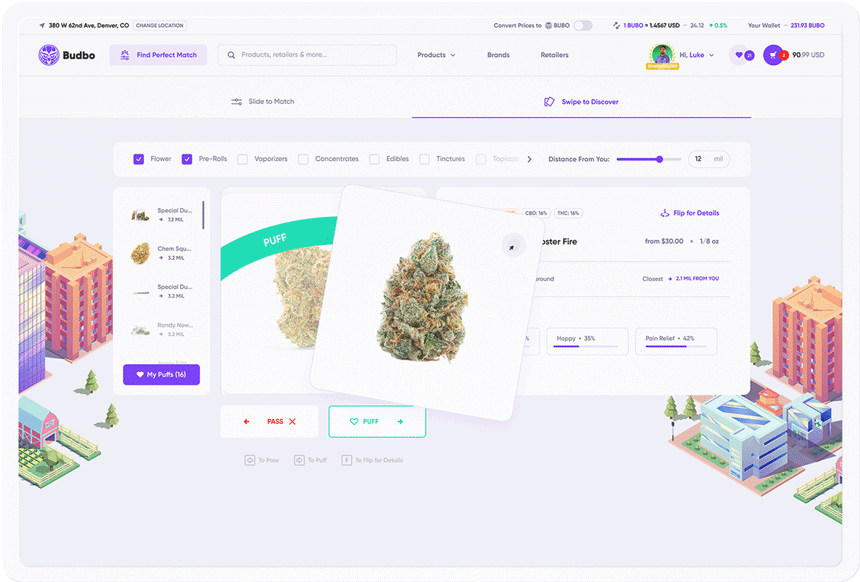 380 W 62nd Ave, Denver, CO CHANGE LOCATION
Convert Prices to BUBO
1 BUBO ≈ 1.4567 USD ~ 24.12 + 0.5%
Your Wallet ~ 231.93 BUBO
Budbo
Find Perfect Match
Products, retailers & more...
Products
Brands
Retailers
Hi, Luke
21
2
90.99 USD
Slide to Match
Swipe to Discover
Flower
Pre-Rolls
Vaporizers
Concentrates
Edibles
Tinctures
Topicals
Distance From You:
12 mil
Special Du...
3.2 MIL
Chem Squ...
3.2 MIL
Special Du...
3.2 MIL
Randy New...
3.2 MIL
My Puffs (16)
PUFF
CBD: 16%
THC: 16%
Flip for Details
oster Fire
from $30.00 • 1/8 oz
round
Closest → 2.1 MIL FROM YOU
%
Happy • 35%
Pain Relief • 42%
← PASS X
PUFF →
To Pass
To Puff
F To Flip for Details